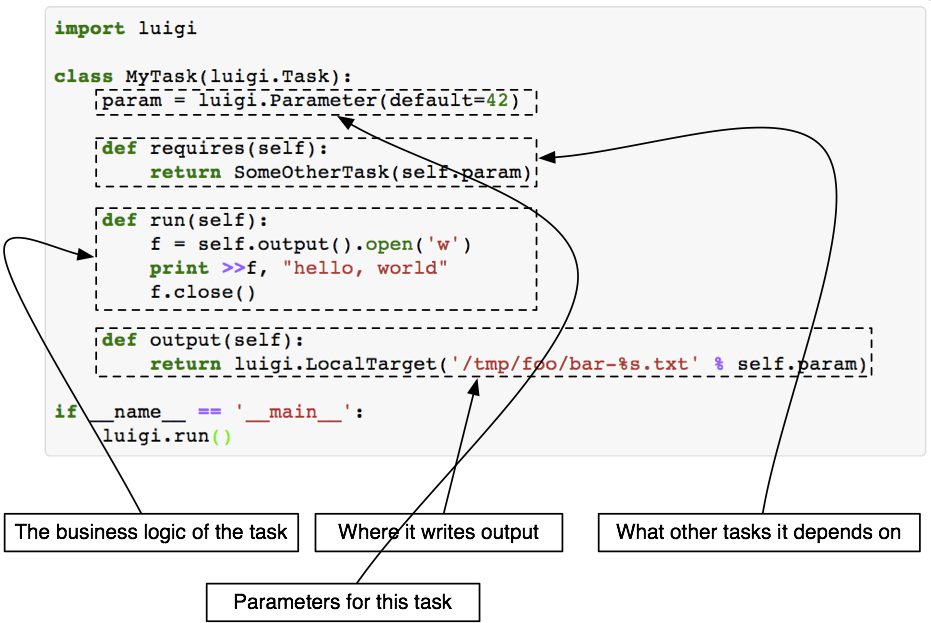 import luigi
class MyTask(luigi.Task):
    param = luigi.Parameter(default=42)
    def requires(self):
        return SomeOtherTask(self.param)
    def run(self):
        f = self.output().open('w')
        print >>f, "hello, world"
        f.close()
    def output(self):
        return luigi.LocalTarget('/tmp/foo/bar-%s.txt' % self.param)
if __name__ == '__main__':
    luigi.run()
The business logic of the task
Where it writes output
What other tasks it depends on
Parameters for this task